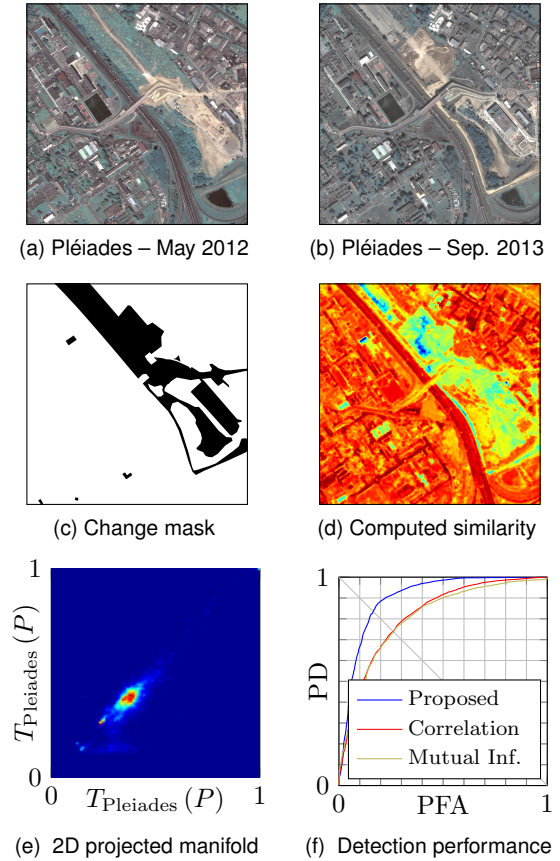 (a) Pléiades – May 2012
(b) Pléiades – Sep. 2013
(c) Change mask
(d) Computed similarity
1
T_Pleiades (P)
0
0
T_Pleiades (P)
1
(e) 2D projected manifold
1
PD
Proposed
Correlation
Mutual Inf.
0
0
PFA
1
(f) Detection performance